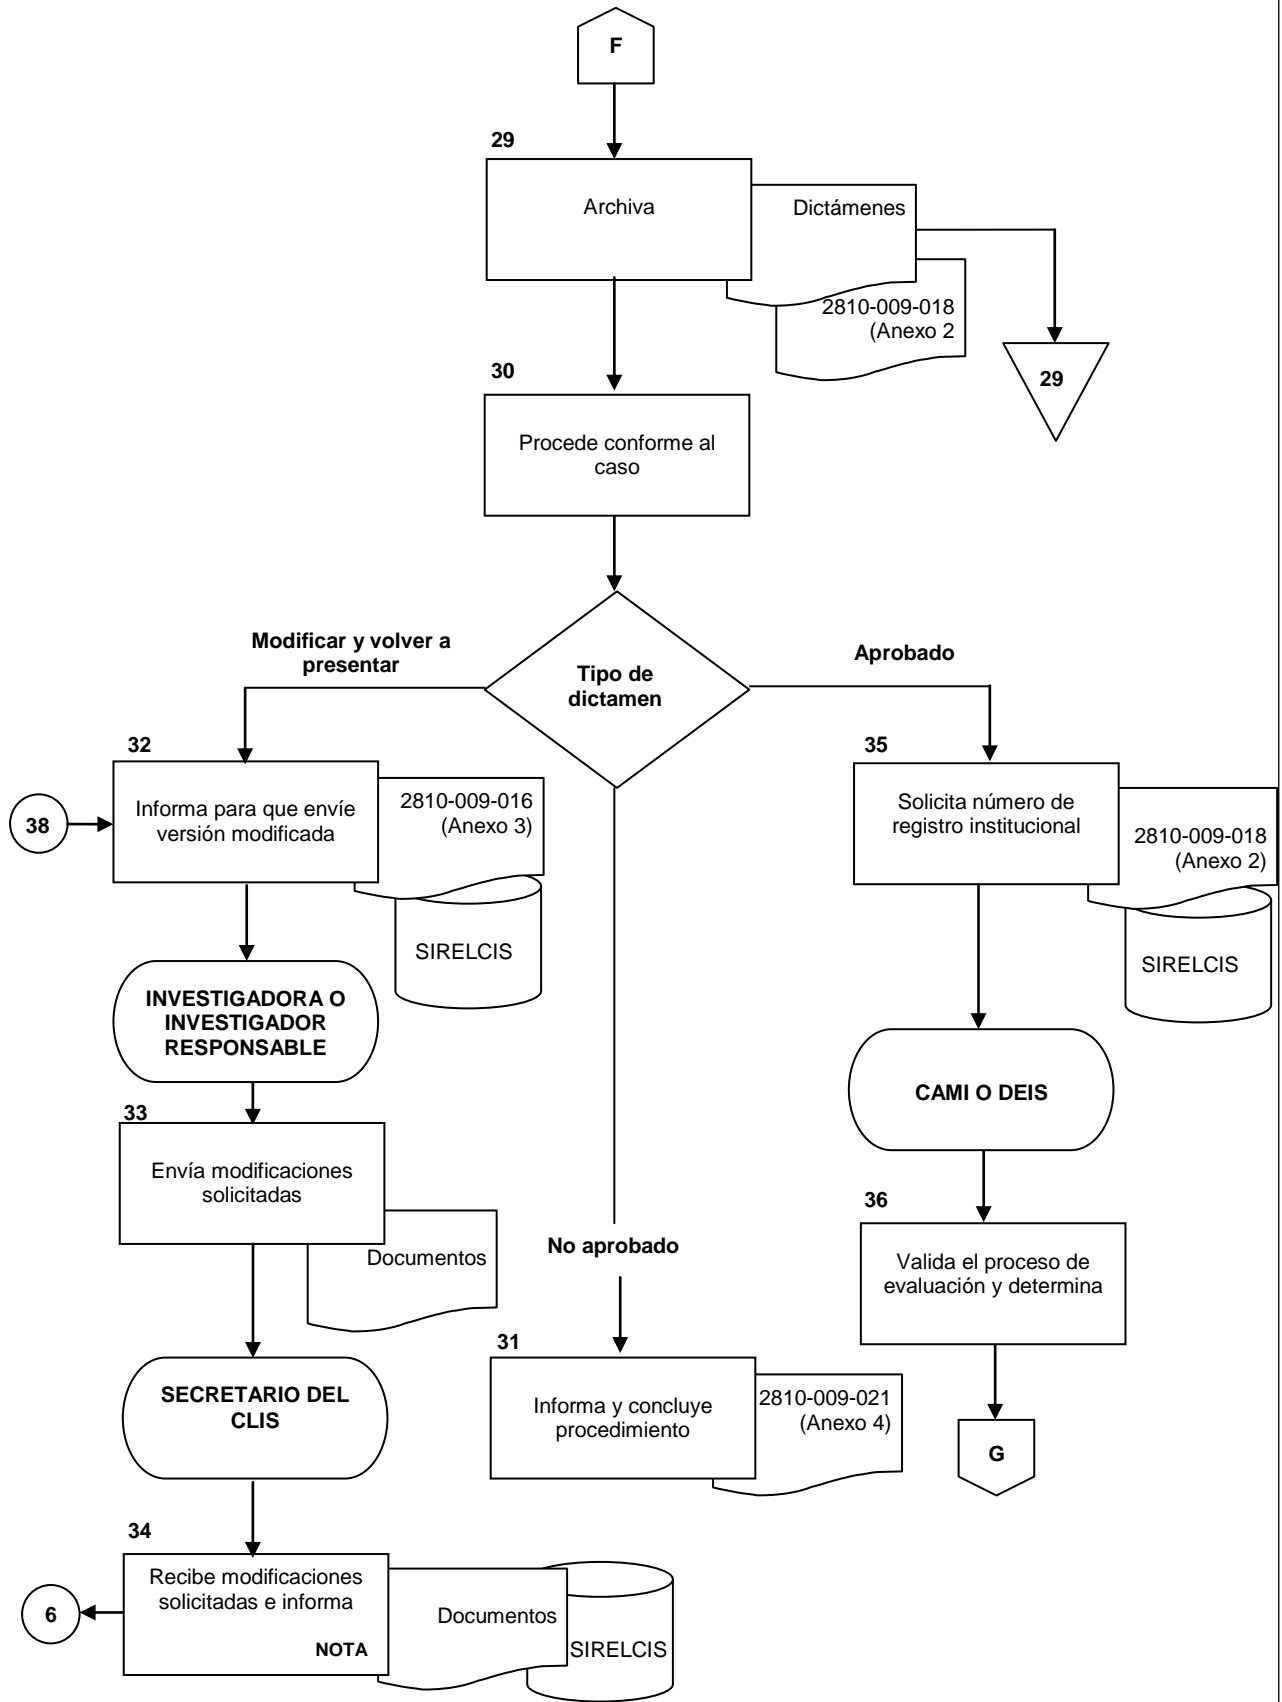 F
29
Archiva
Dictámenes
2810-009-018
(Anexo 2
29
30
Procede conforme al
caso
Tipo de
dictamen
Modificar y volver a
presentar
Aprobado
32
38
Informa para que envíe
versión modificada
2810-009-016
(Anexo 3)
SIRELCIS
INVESTIGADORA O
INVESTIGADOR
RESPONSABLE
33
Envía modificaciones
solicitadas
Documentos
SECRETARIO DEL
CLIS
34
Recibe modificaciones
solicitadas e informa
NOTA
6
Documentos
SIRELCIS
No aprobado
31
Informa y concluye
procedimiento
2810-009-021
(Anexo 4)
35
Solicita número de
registro institucional
2810-009-018
(Anexo 2)
SIRELCIS
CAMI O DEIS
36
Valida el proceso de
evaluación y determina
G